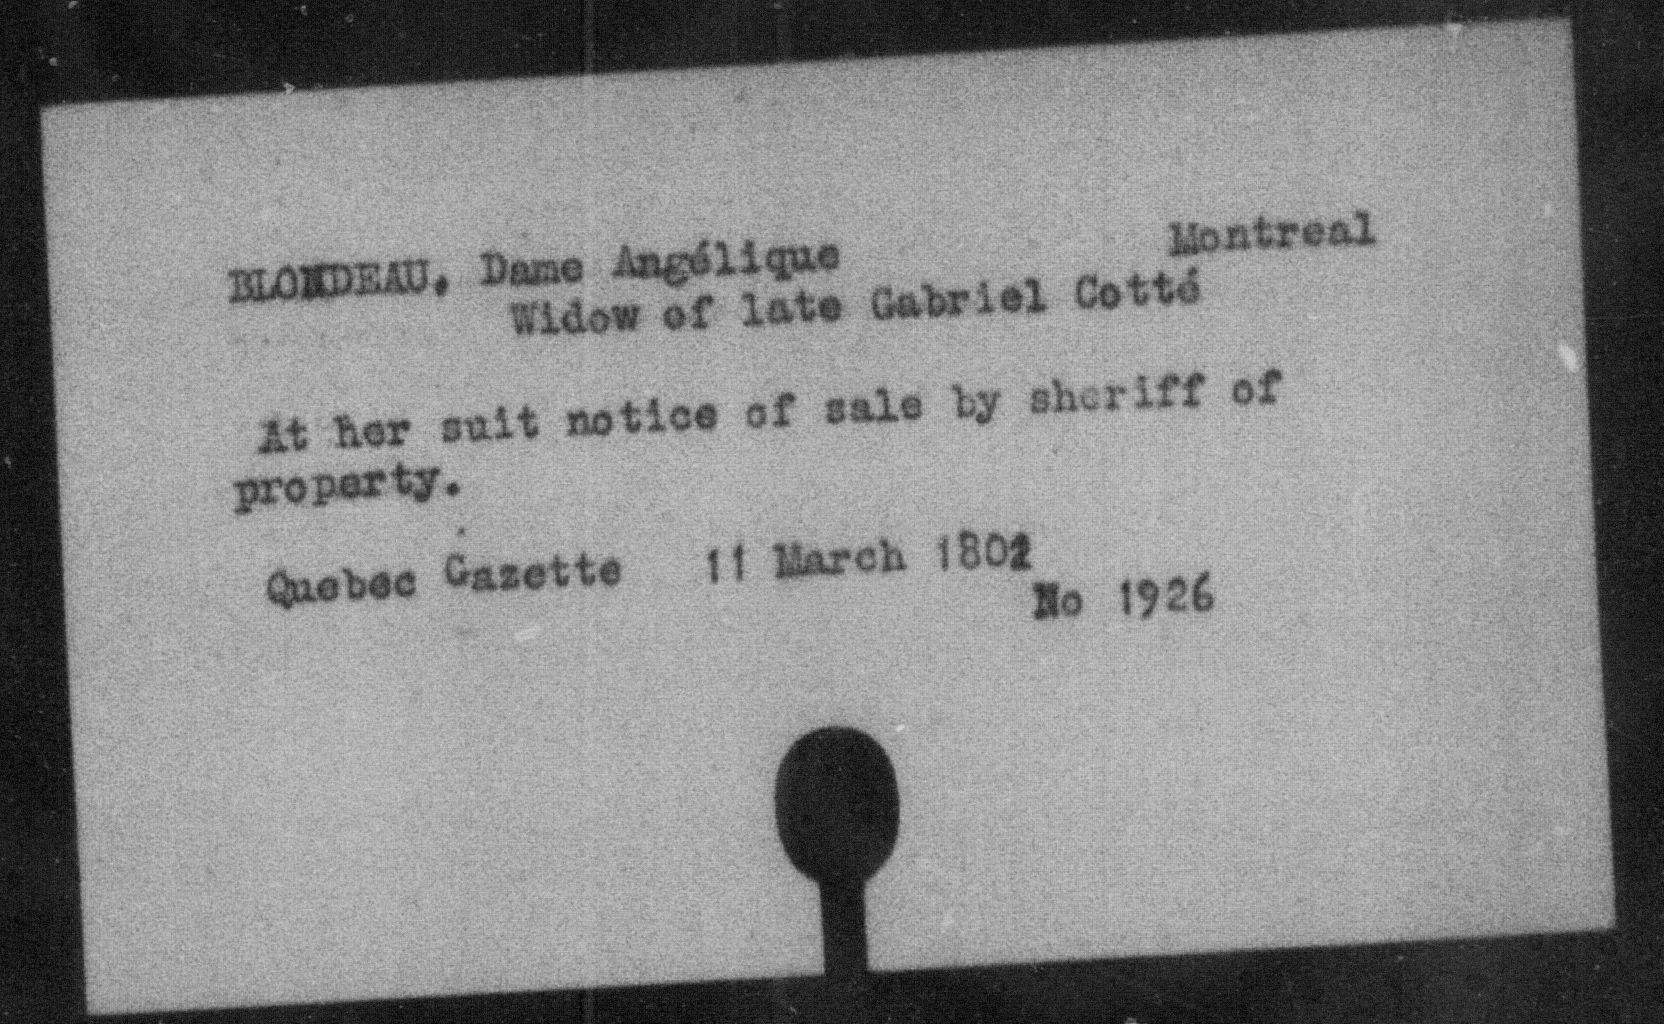 BLONDEAU, Dame Angélique Montreal
Widow of late Gabriel Cotté
At her suit notice of sale by sheriff of
property.
Quebec Gazette 11 March 1802
No 1926